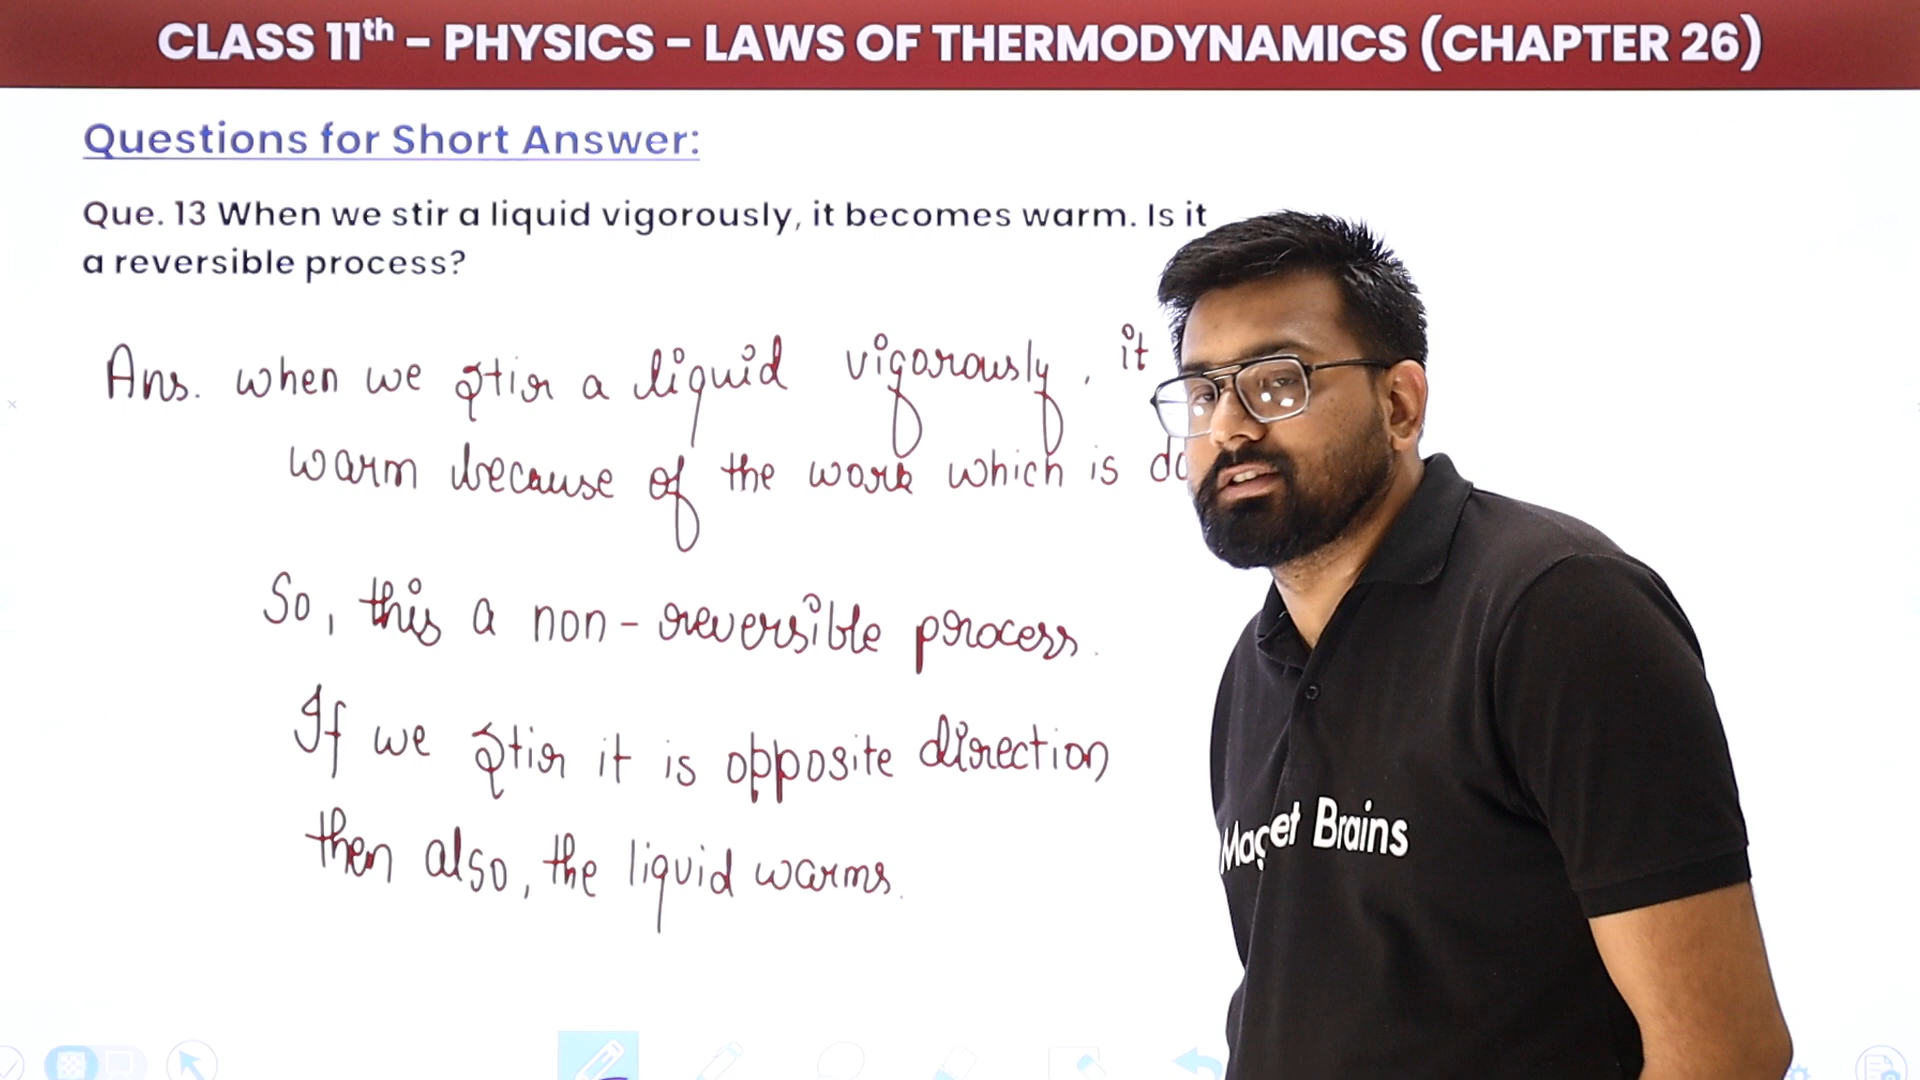 CLASS 11th - PHYSICS - LAWS OF THERMODYNAMICS (CHAPTER 26)
Questions for Short Answer:
Que. 13 When we stir a liquid vigorously, it becomes warm. Is it
a reversible process?
Ans. when we stir a liquid vigorously, it
warm because of the work which is
So, this a non-reversible process.
If we stir it is opposite direction
then also, the liquid warms.
Brains